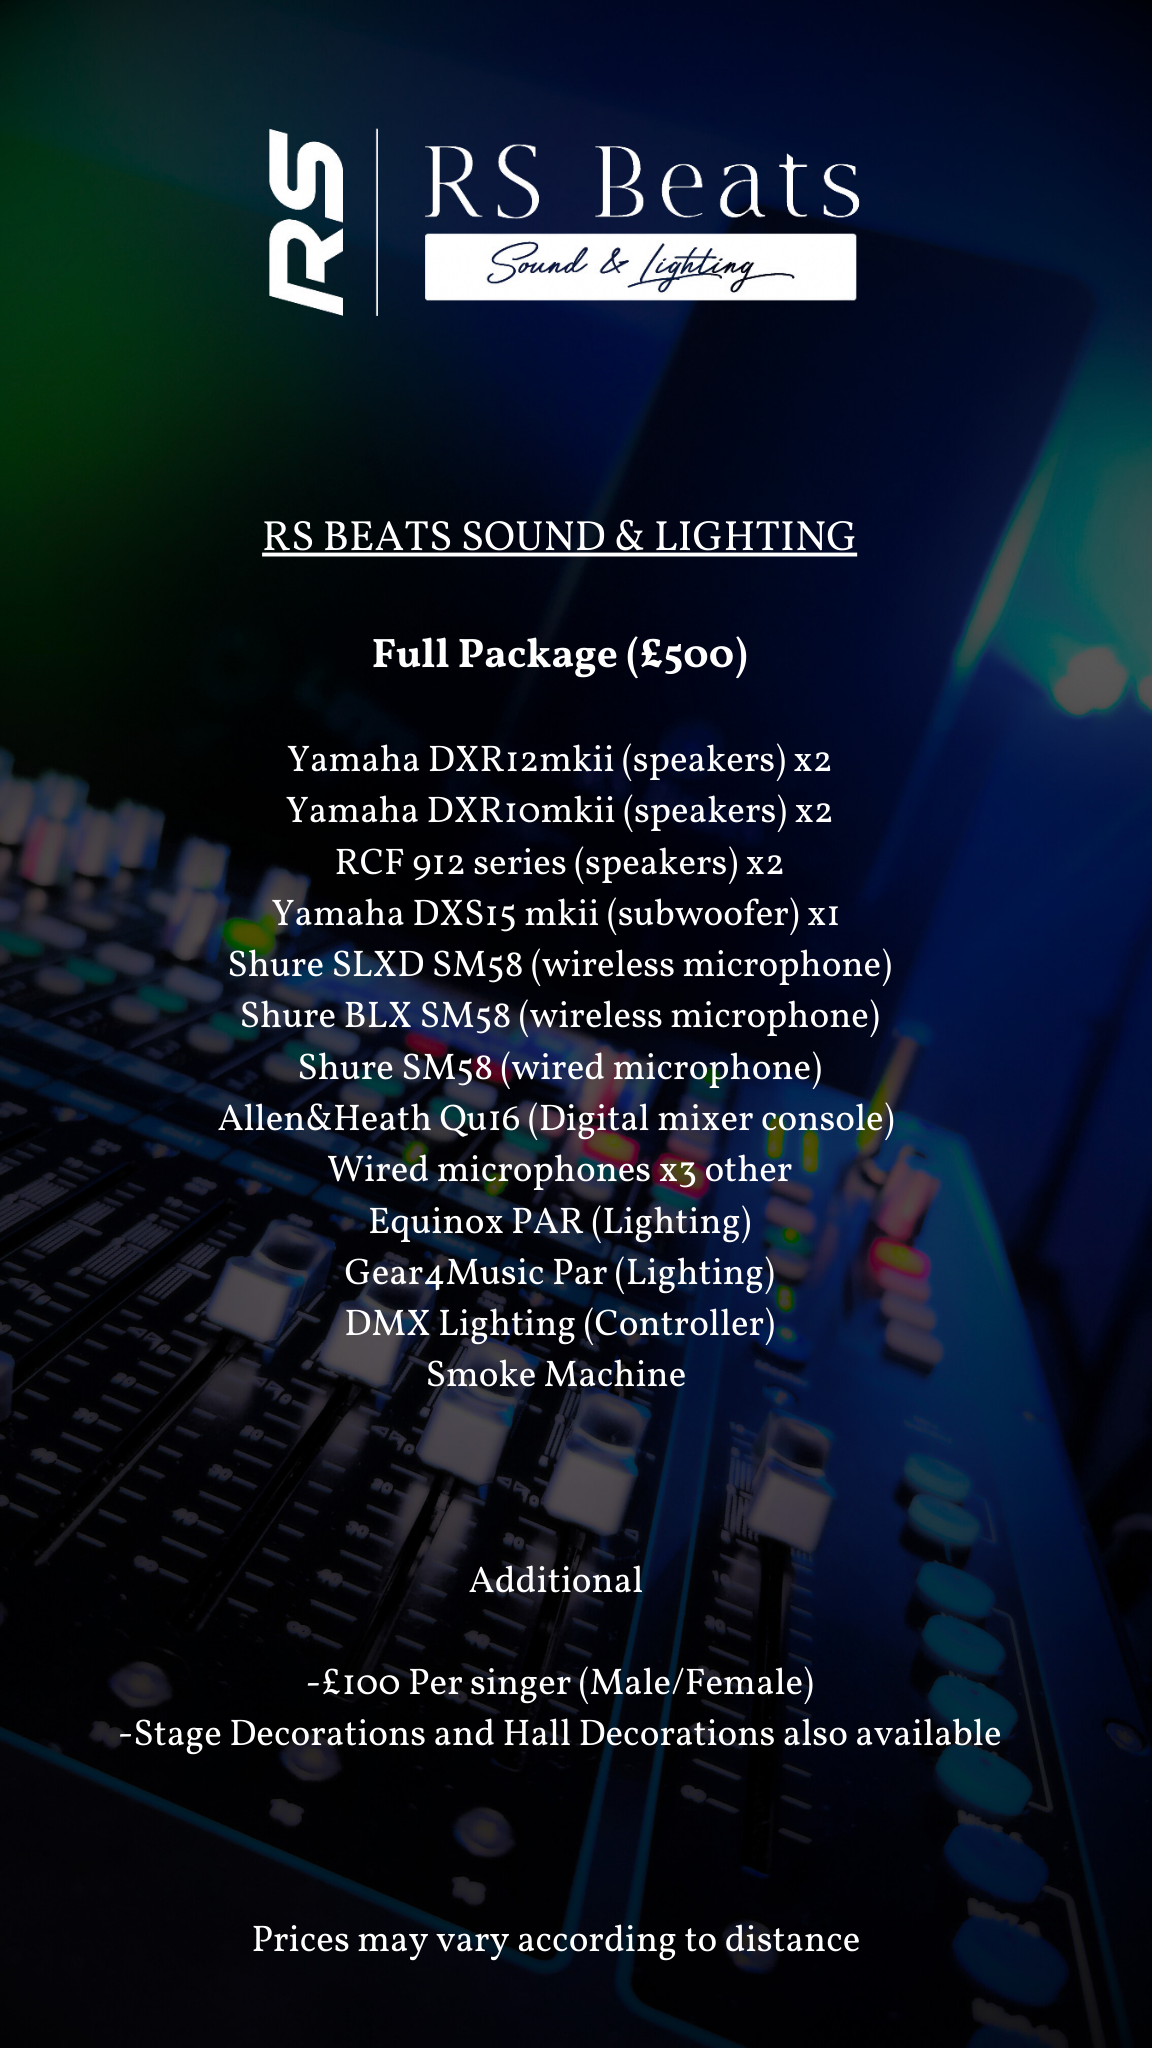 RS
RS Beats
Sound & Lighting
RS BEATS SOUND & LIGHTING
Full Package (£500)
Yamaha DXR12mkii (speakers) x2
Yamaha DXR10mkii (speakers) x2
RCF 912 series (speakers) x2
Yamaha DXS15 mkii (subwoofer) x1
Shure SLXD SM58 (wireless microphone)
Shure BLX SM58 (wireless microphone)
Shure SM58 (wired microphone)
Allen&Heath Qu16 (Digital mixer console)
Wired microphones x3 other
Equinox PAR (Lighting)
Gear4Music Par (Lighting)
DMX Lighting (Controller)
Smoke Machine
Additional
-£100 Per singer (Male/Female)
-Stage Decorations and Hall Decorations also available
Prices may vary according to distance